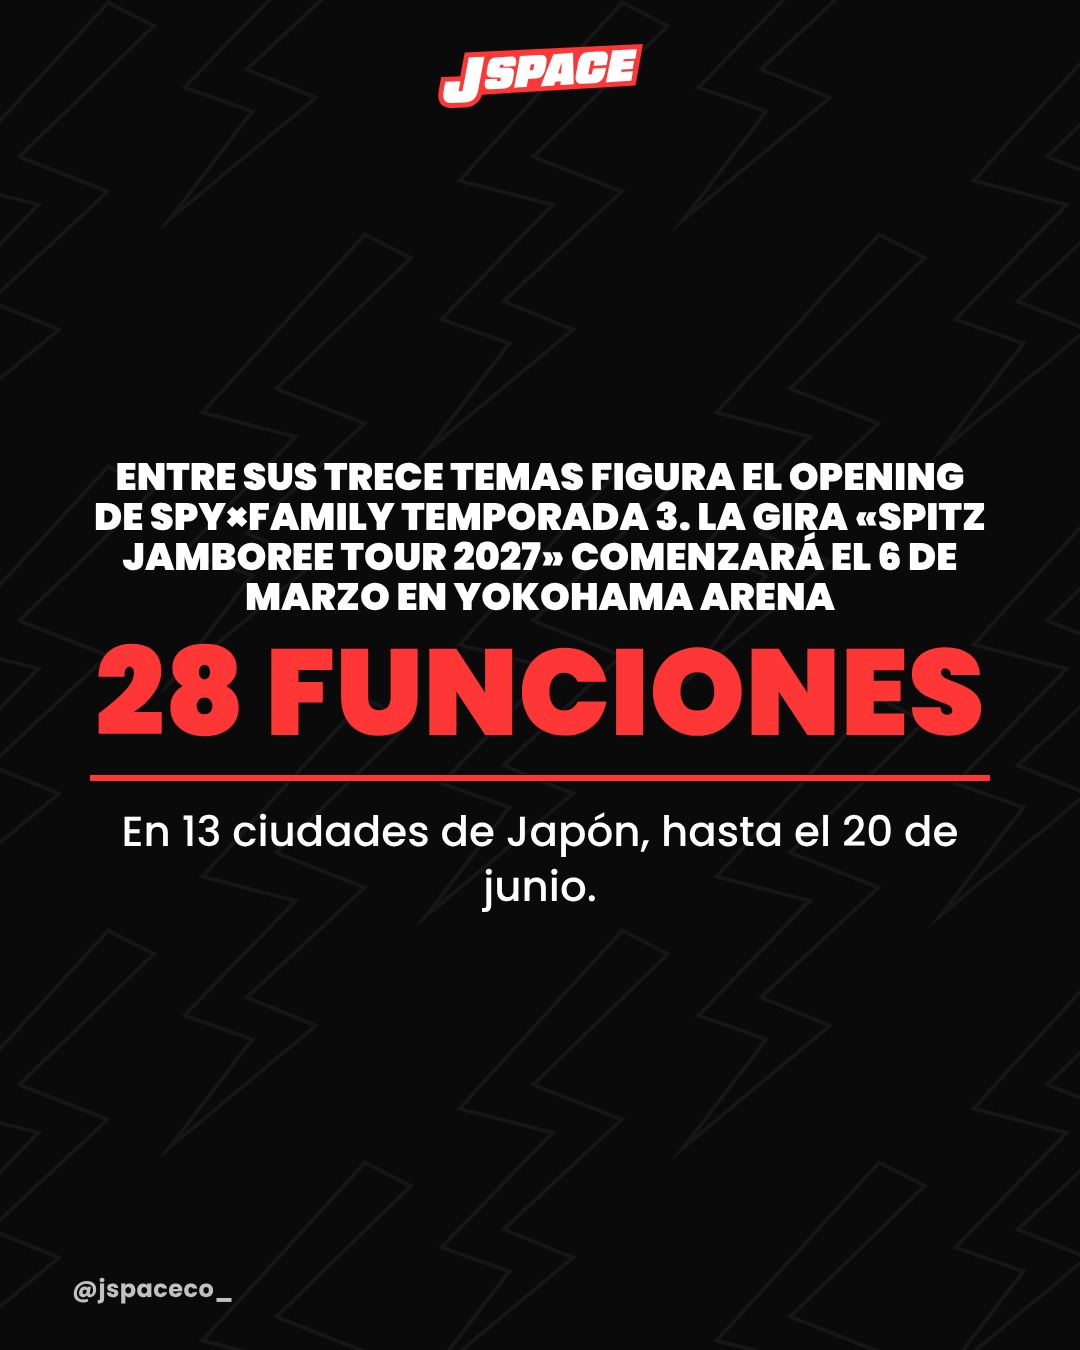 JSPACE
ENTRE SUS TRECE TEMAS FIGURA EL OPENING
DE SPY×FAMILY TEMPORADA 3. LA GIRA «SPITZ
JAMBOREE TOUR 2027» COMENZARÁ EL 6 DE
MARZO EN YOKOHAMA ARENA
28 FUNCIONES
En 13 ciudades de Japón, hasta el 20 de
junio.
@jspaceco_